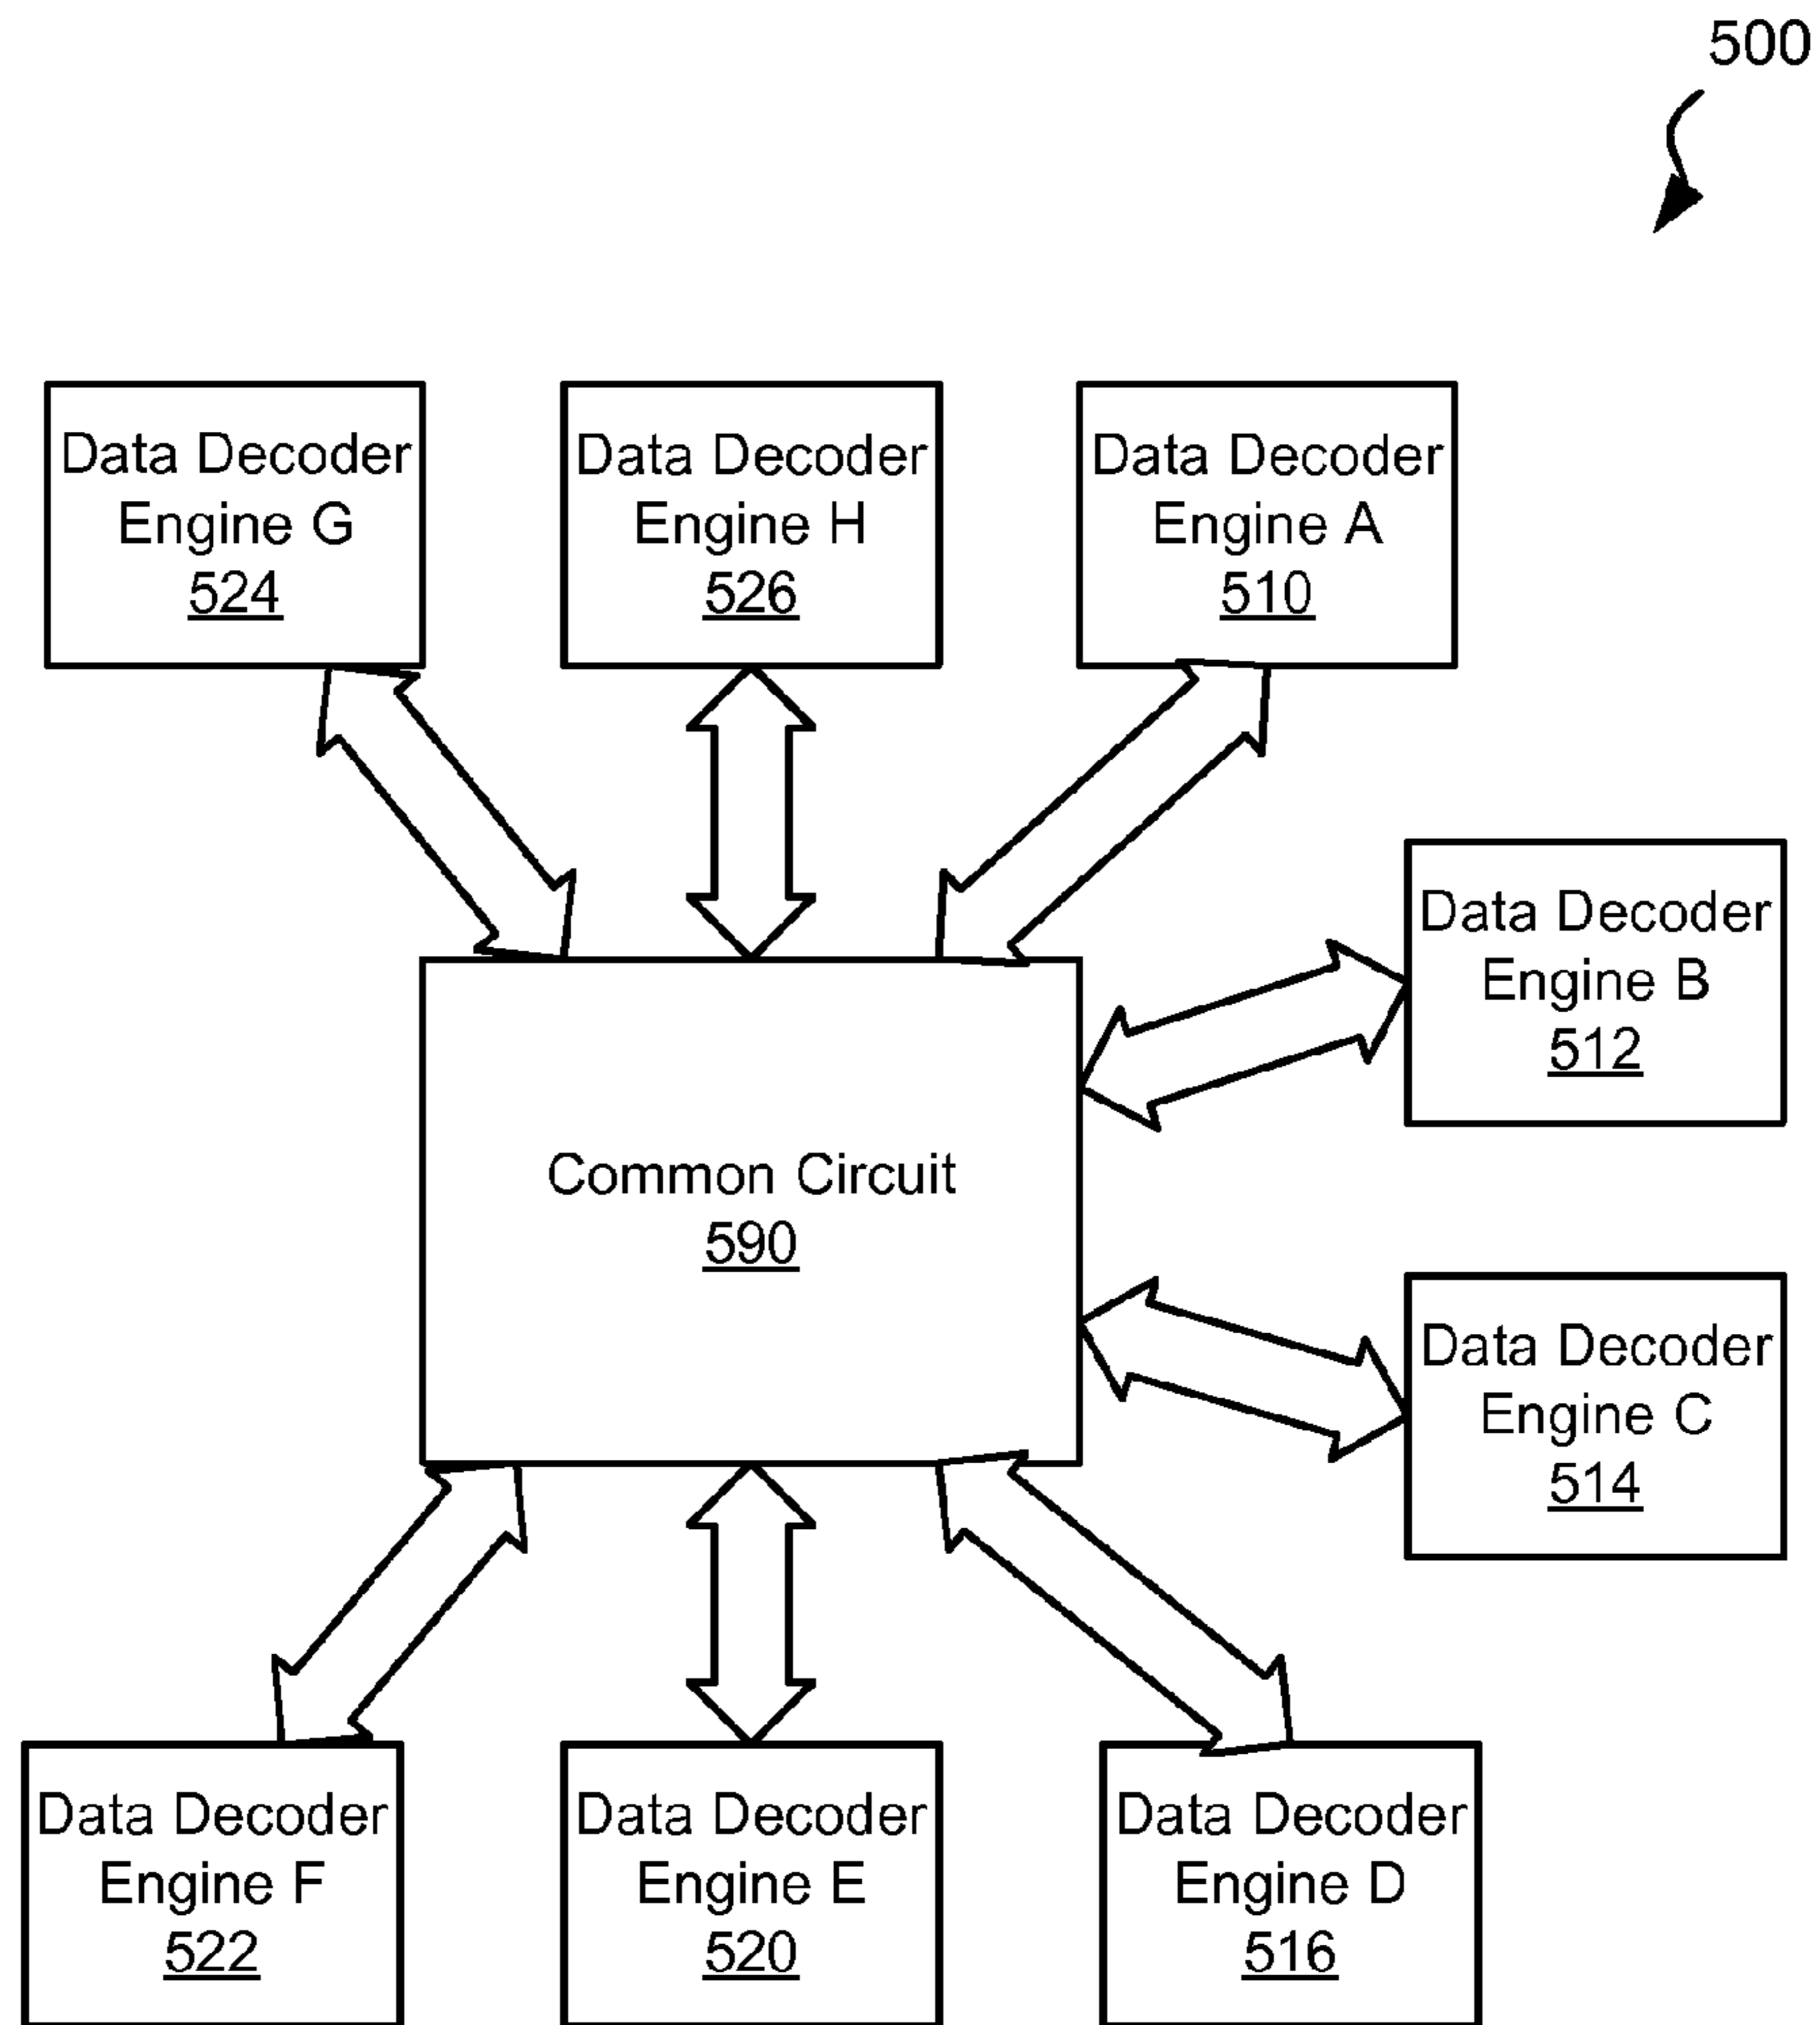 500
Data Decoder
Engine G
524
Data Decoder
Engine H
526
Data Decoder
Engine A
510
Data Decoder
Engine B
512
Common Circuit
590
Data Decoder
Engine C
514
Data Decoder
Engine F
522
Data Decoder
Engine E
520
Data Decoder
Engine D
516